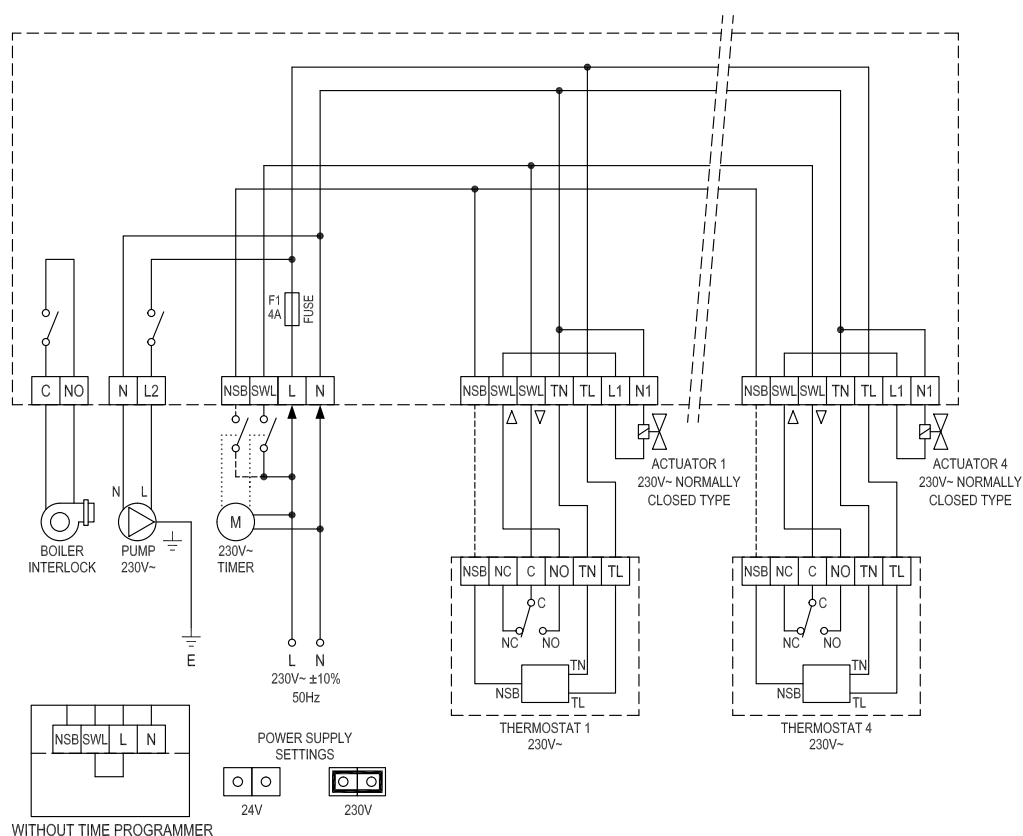 F1
4A
FUSE
C NO
N L2
NSB SWL L N
NSB SWL SWL TN TL L1 N1
NSB SWL SWL TN TL L1 N1
ACTUATOR 1
230V~ NORMALLY
CLOSED TYPE
ACTUATOR 4
230V~ NORMALLY
CLOSED TYPE
N L
M
BOILER
INTERLOCK
PUMP
230V~
230V~
TIMER
NSB NC C NO TN TL
C
NC NO
TN
NSB
TL
THERMOSTAT 1
230V~
NSB NC C NO TN TL
C
NC NO
TN
NSB
TL
THERMOSTAT 4
230V~
E
L N
230V~ ±10%
50Hz
NSB SWL L N
WITHOUT TIME PROGRAMMER
POWER SUPPLY
SETTINGS
24V
230V